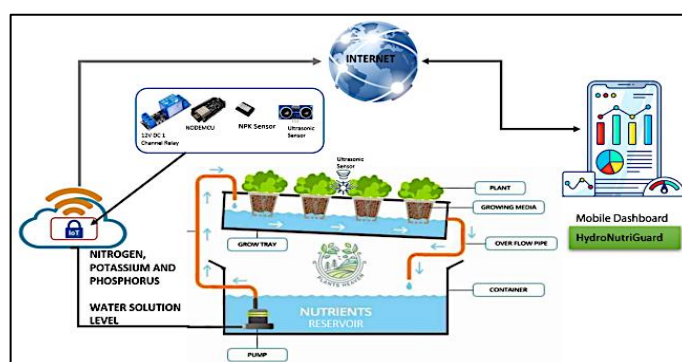 INTERNET
12V DC 1
Channel Relay
NODEMCU
NPK Sensor
Ultrasonic
Sensor
Ultrasonic
Sensor
PLANT
GROWING MEDIA
GROW TRAY
OVER FLOW PIPE
PLANTS HEAVEN
CONTAINER
NUTRIENTS
RESERVOIR
PUMP
IoT
NITROGEN,
POTASSIUM AND
PHOSPHORUS
WATER SOLUTION
LEVEL
Mobile Dashboard
HydroNutriGuard